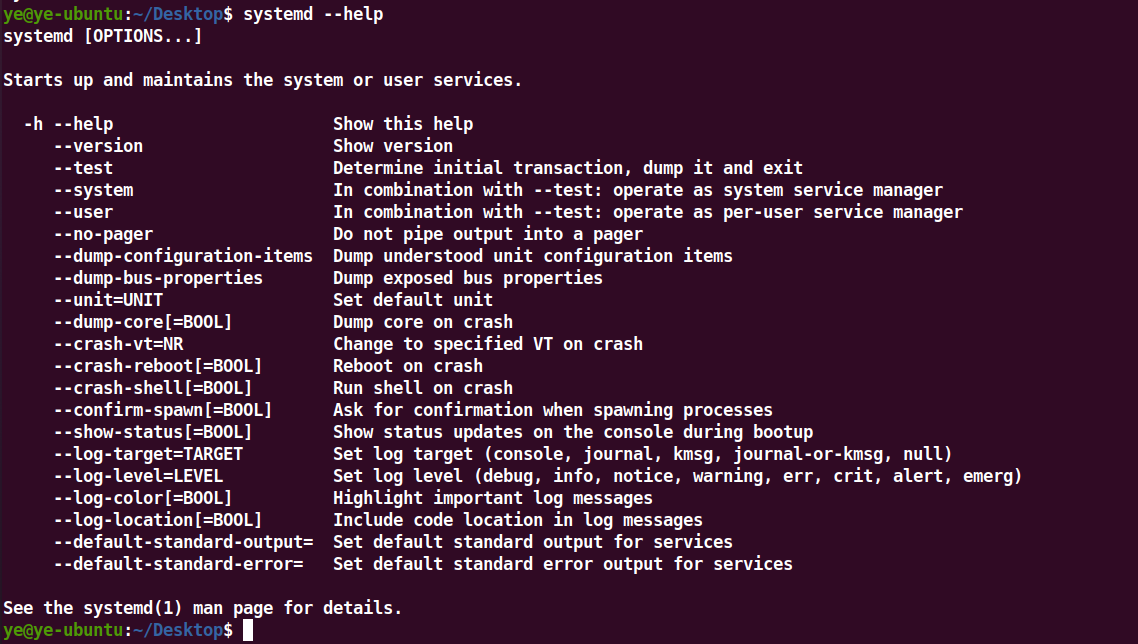 ye@ye-ubuntu:~/Desktop$ systemd --help
systemd [OPTIONS...]
Starts up and maintains the system or user services.
  -h --help                      Show this help
     --version                   Show version
     --test                      Determine initial transaction, dump it and exit
     --system                    In combination with --test: operate as system service manager
     --user                      In combination with --test: operate as per-user service manager
     --no-pager                  Do not pipe output into a pager
     --dump-configuration-items  Dump understood unit configuration items
     --dump-bus-properties       Dump exposed bus properties
     --unit=UNIT                 Set default unit
     --dump-core[=BOOL]          Dump core on crash
     --crash-vt=NR               Change to specified VT on crash
     --crash-reboot[=BOOL]       Reboot on crash
     --crash-shell[=BOOL]        Run shell on crash
     --confirm-spawn[=BOOL]      Ask for confirmation when spawning processes
     --show-status[=BOOL]        Show status updates on the console during bootup
     --log-target=TARGET         Set log target (console, journal, kmsg, journal-or-kmsg, null)
     --log-level=LEVEL           Set log level (debug, info, notice, warning, err, crit, alert, emerg)
     --log-color[=BOOL]          Highlight important log messages
     --log-location[=BOOL]       Include code location in log messages
     --default-standard-output=  Set default standard output for services
     --default-standard-error=   Set default standard error output for services
See the systemd(1) man page for details.
ye@ye-ubuntu:~/Desktop$